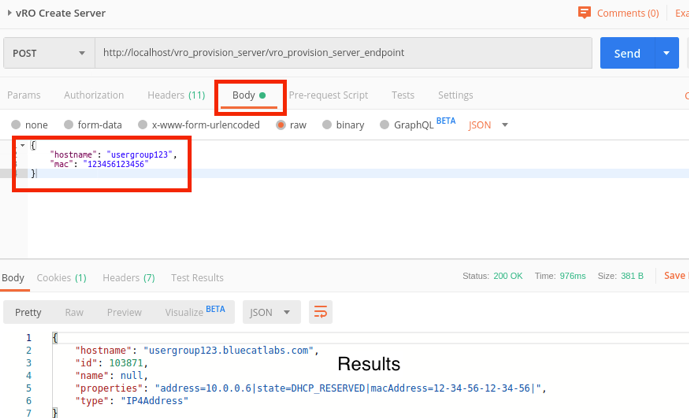 vRO Create Server
Comments (0)
Exa
POST
http://localhost/vro_provision_server/vro_provision_server_endpoint
Send
Params Authorization Headers (11) Body Pre-request Script Tests Settings
none form-data x-www-form-urlencoded raw binary GraphQL BETA JSON
{
"hostname": "usergroup123",
"mac": "123456123456"
}
Body Cookies (1) Headers (7) Test Results Status: 200 OK Time: 976ms Size: 381 B Save
Pretty Raw Preview Visualize BETA JSON
1 {
2 "hostname": "usergroup123.bluecatlabs.com",
3 "id": 103871,
4 "name": null,
5 "properties": "address=10.0.0.6|state=DHCP_RESERVED|macAddress=12-34-56-12-34-56|",
6 "type": "IP4Address"
7 }
Results